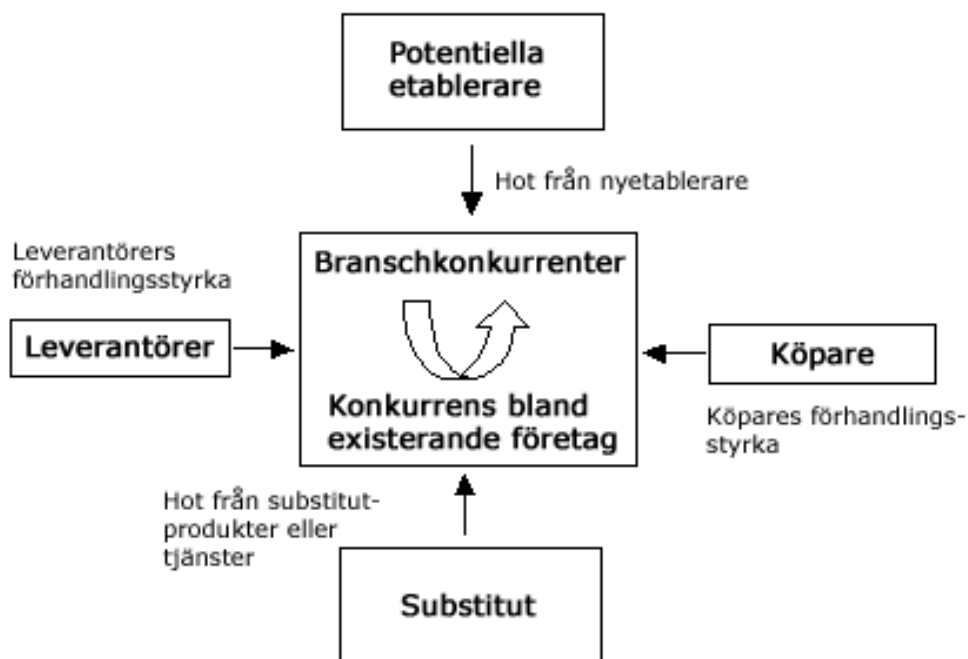 Potentiella
etablerare
Hot från nyetablerare
Leverantörers
förhandlingsstyrka
Leverantörer
Branschkonkurrenter
Konkurrens bland
existerande företag
Köpare
Köpares förhandlings-
styrka
Hot från substitut-
produkter eller
tjänster
Substitut